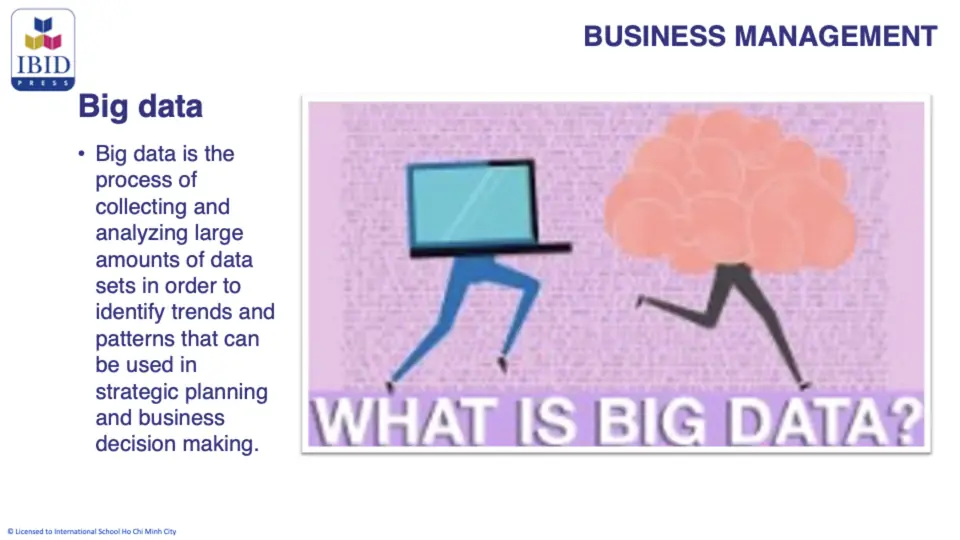 IBID
PRESS
BUSINESS MANAGEMENT
Big data
• Big data is the
process of
collecting and
analyzing large
amounts of data
sets in order to
identify trends and
patterns that can
be used in
strategic planning
and business
decision making.
WHAT IS BIG DATA?
© Licensed to International School Ho Chi Minh City